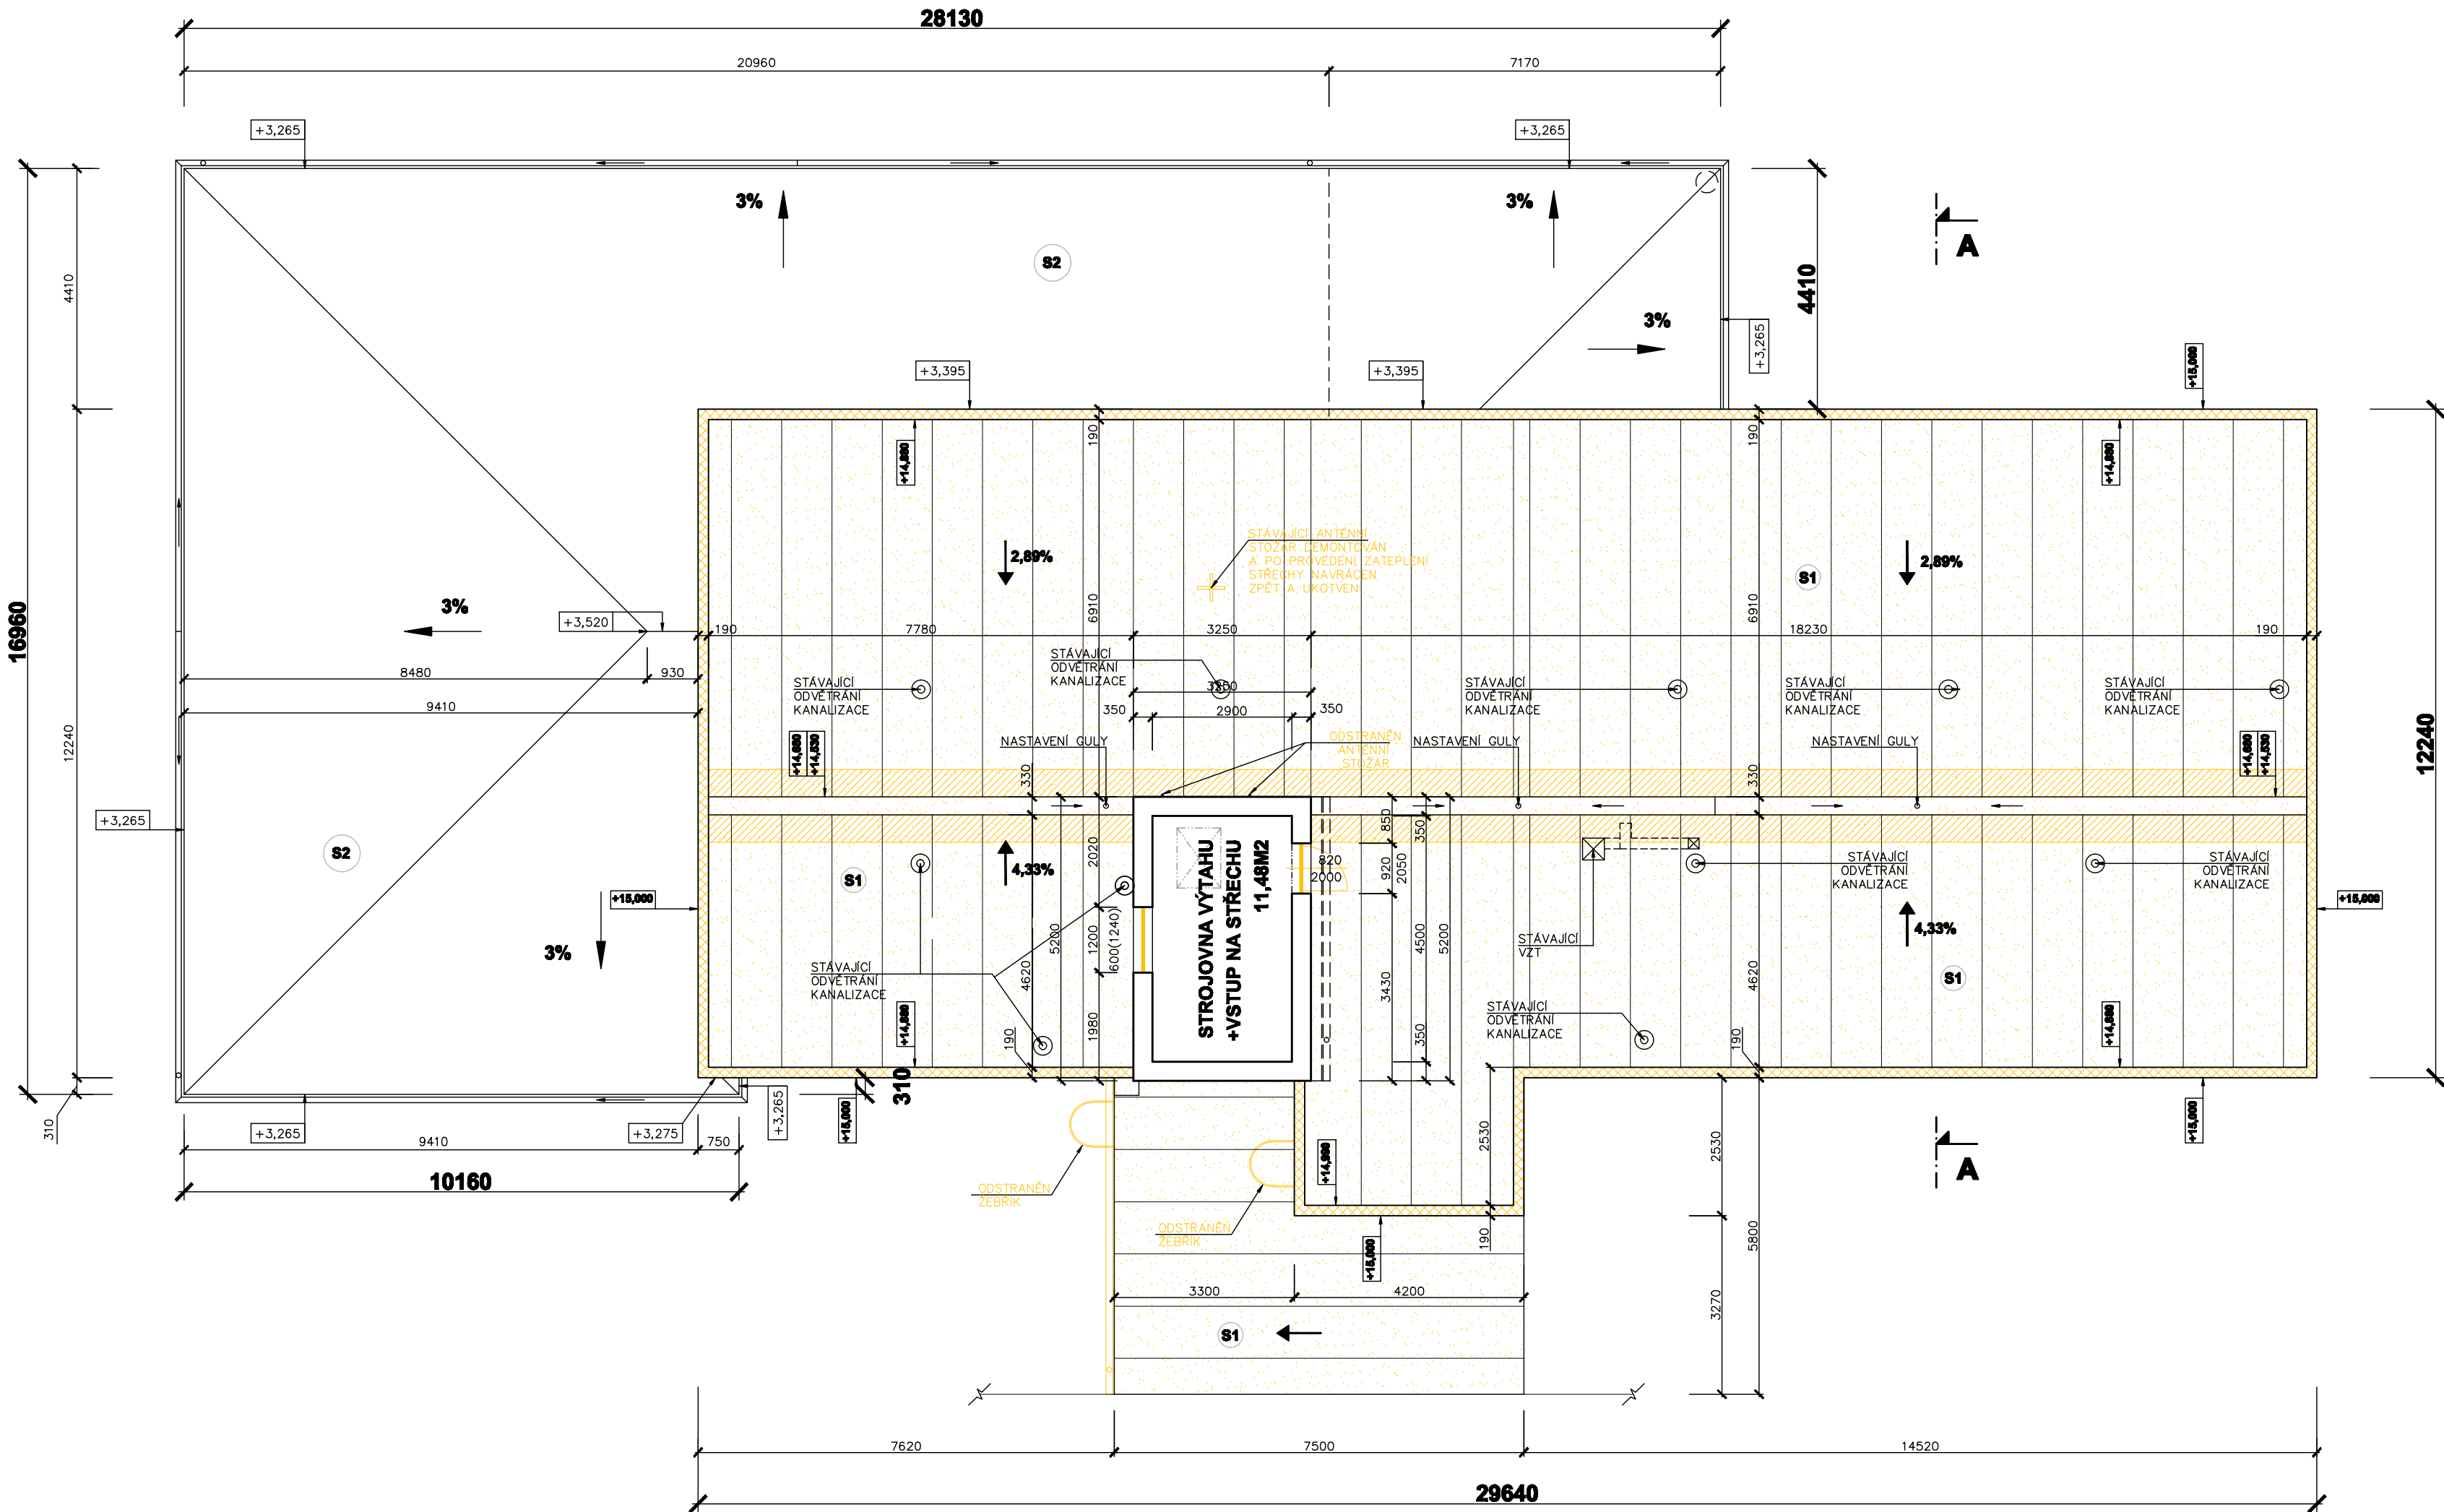 28130
20960
7170
+3,265
+3,265
3%
3%
S2
A
4410
4410
3%
+3,265
+3,395
+3,395
+15,000
190
190
+14,880
+14,880
STÁVAJÍCÍ ANTÉNNÍ
STOŽÁR DEMONTOVÁN
A PO PROVEDENÍ ZATEPLENÍ
STŘECHY NAVRÁCEN
ZPĚT A UKOTVEN
2,89%
2,89%
S1
16960
3%
+3,520
6910
6910
190
7780
3250
18230
190
8480
930
STÁVAJÍCÍ
ODVĚTRÁNÍ
KANALIZACE
STÁVAJÍCÍ
ODVĚTRÁNÍ
KANALIZACE
STÁVAJÍCÍ
ODVĚTRÁNÍ
KANALIZACE
STÁVAJÍCÍ
ODVĚTRÁNÍ
KANALIZACE
STÁVAJÍCÍ
ODVĚTRÁNÍ
KANALIZACE
9410
350
2900
350
12240
12240
+14,680
+14,530
NASTAVENÍ GULY
ODSTRANĚN
ANTÉNNÍ
STOŽÁR
NASTAVENÍ GULY
NASTAVENÍ GULY
+14,680
+14,530
330
330
+3,265
S2
S1
4,33%
2020
STROJOVNA VÝTAHU
+VSTUP NA STŘECHU
11,48M2
820
2000
850
350
920
2050
STÁVAJÍCÍ
ODVĚTRÁNÍ
KANALIZACE
STÁVAJÍCÍ
ODVĚTRÁNÍ
KANALIZACE
+15,000
+15,000
3%
5200
1200
600(1240)
4500
5200
STÁVAJÍCÍ
VZT
4,33%
STÁVAJÍCÍ
ODVĚTRÁNÍ
KANALIZACE
4620
4620
S1
3430
STÁVAJÍCÍ
ODVĚTRÁNÍ
KANALIZACE
+14,880
190
1980
350
190
+14,880
310
310
+3,265
9410
+3,275
750
+3,265
+15,000
10160
ODSTRANĚN
ŽEBŘÍK
ODSTRANĚN
ŽEBŘÍK
+14,990
2530
2530
+15,000
A
190
+15,000
5800
3300
4200
3270
S1
7620
7500
14520
29640